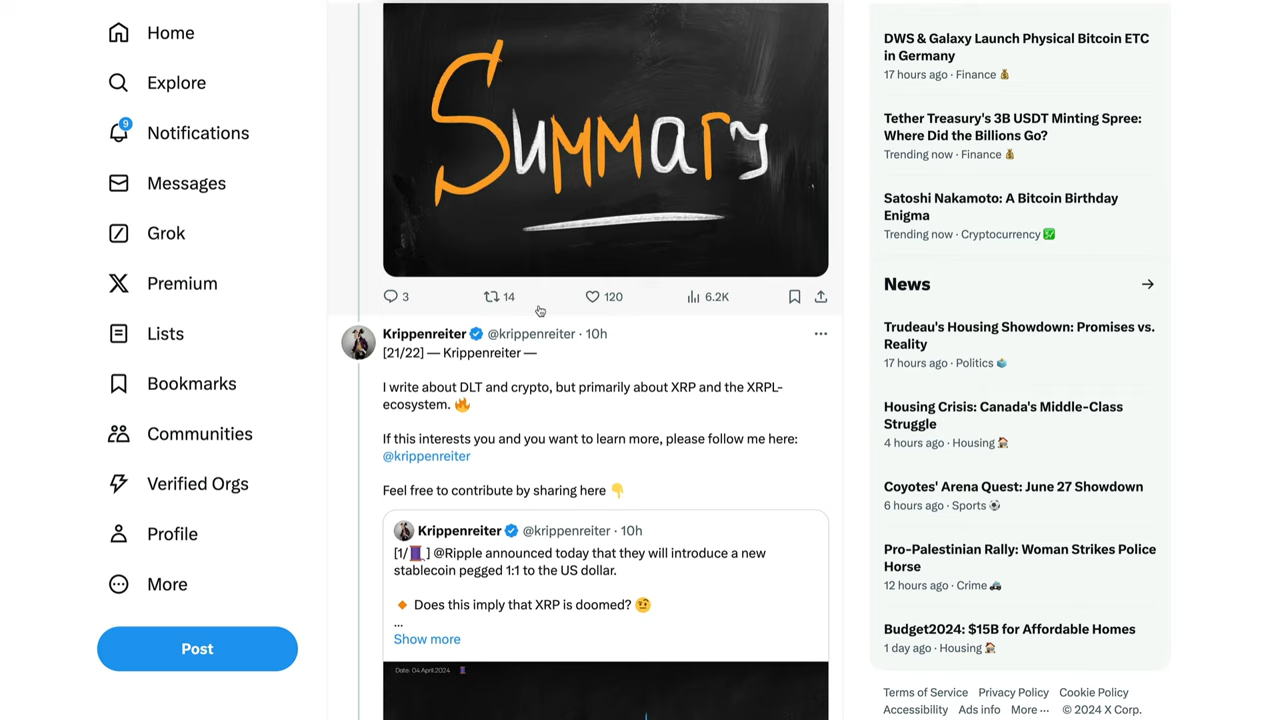 Home
Explore
9
Notifications
Messages
Grok
Premium
Lists
Bookmarks
Communities
Verified Orgs
Profile
More
Post
Summary
3
14
120
6.2K
Krippenreiter @krippenreiter · 10h
[21/22] — Krippenreiter —
I write about DLT and crypto, but primarily about XRP and the XRPL-
ecosystem. 🔥
If this interests you and you want to learn more, please follow me here:
@krippenreiter
Feel free to contribute by sharing here 👇
Krippenreiter @krippenreiter · 10h
[1/🧵] @Ripple announced today that they will introduce a new
stablecoin pegged 1:1 to the US dollar.
🔸 Does this imply that XRP is doomed? 🤨
...
Show more
Date: 04.April.2024
DWS & Galaxy Launch Physical Bitcoin ETC
in Germany
17 hours ago · Finance 💰
Tether Treasury's 3B USDT Minting Spree:
Where Did the Billions Go?
Trending now · Finance 💰
Satoshi Nakamoto: A Bitcoin Birthday
Enigma
Trending now · Cryptocurrency 💹
News
Trudeau's Housing Showdown: Promises vs.
Reality
17 hours ago · Politics 🗳️
Housing Crisis: Canada's Middle-Class
Struggle
4 hours ago · Housing 🏠
Coyotes' Arena Quest: June 27 Showdown
6 hours ago · Sports ⚽
Pro-Palestinian Rally: Woman Strikes Police
Horse
12 hours ago · Crime 🚓
Budget2024: $15B for Affordable Homes
1 day ago · Housing 🏠
Terms of Service Privacy Policy Cookie Policy
Accessibility Ads info More ··· © 2024 X Corp.